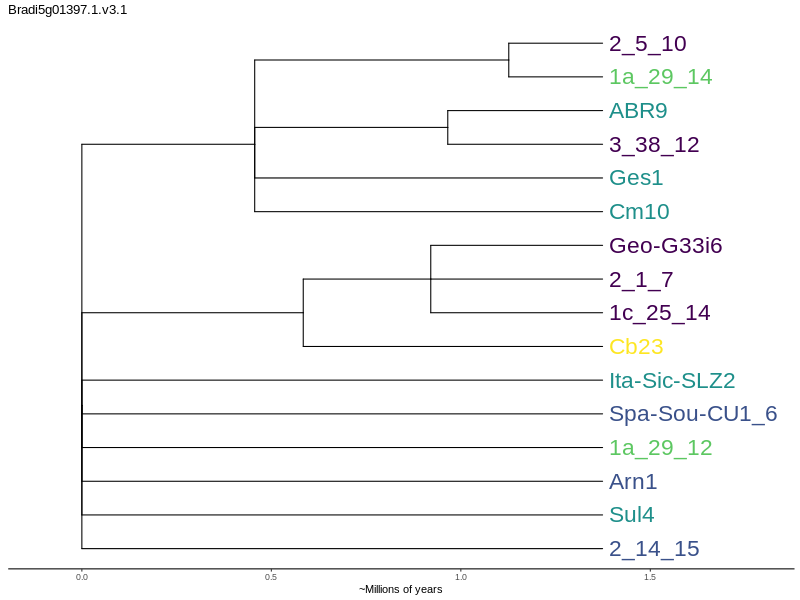 Bradi5g01397.1.v3.1
2_5_10
1a_29_14
ABR9
3_38_12
Ges1
Cm10
Geo-G33i6
2_1_7
1c_25_14
Cb23
Ita-Sic-SLZ2
Spa-Sou-CU1_6
1a_29_12
Arn1
Sul4
2_14_15
0.0 0.5 1.0 1.5
~Millions of years